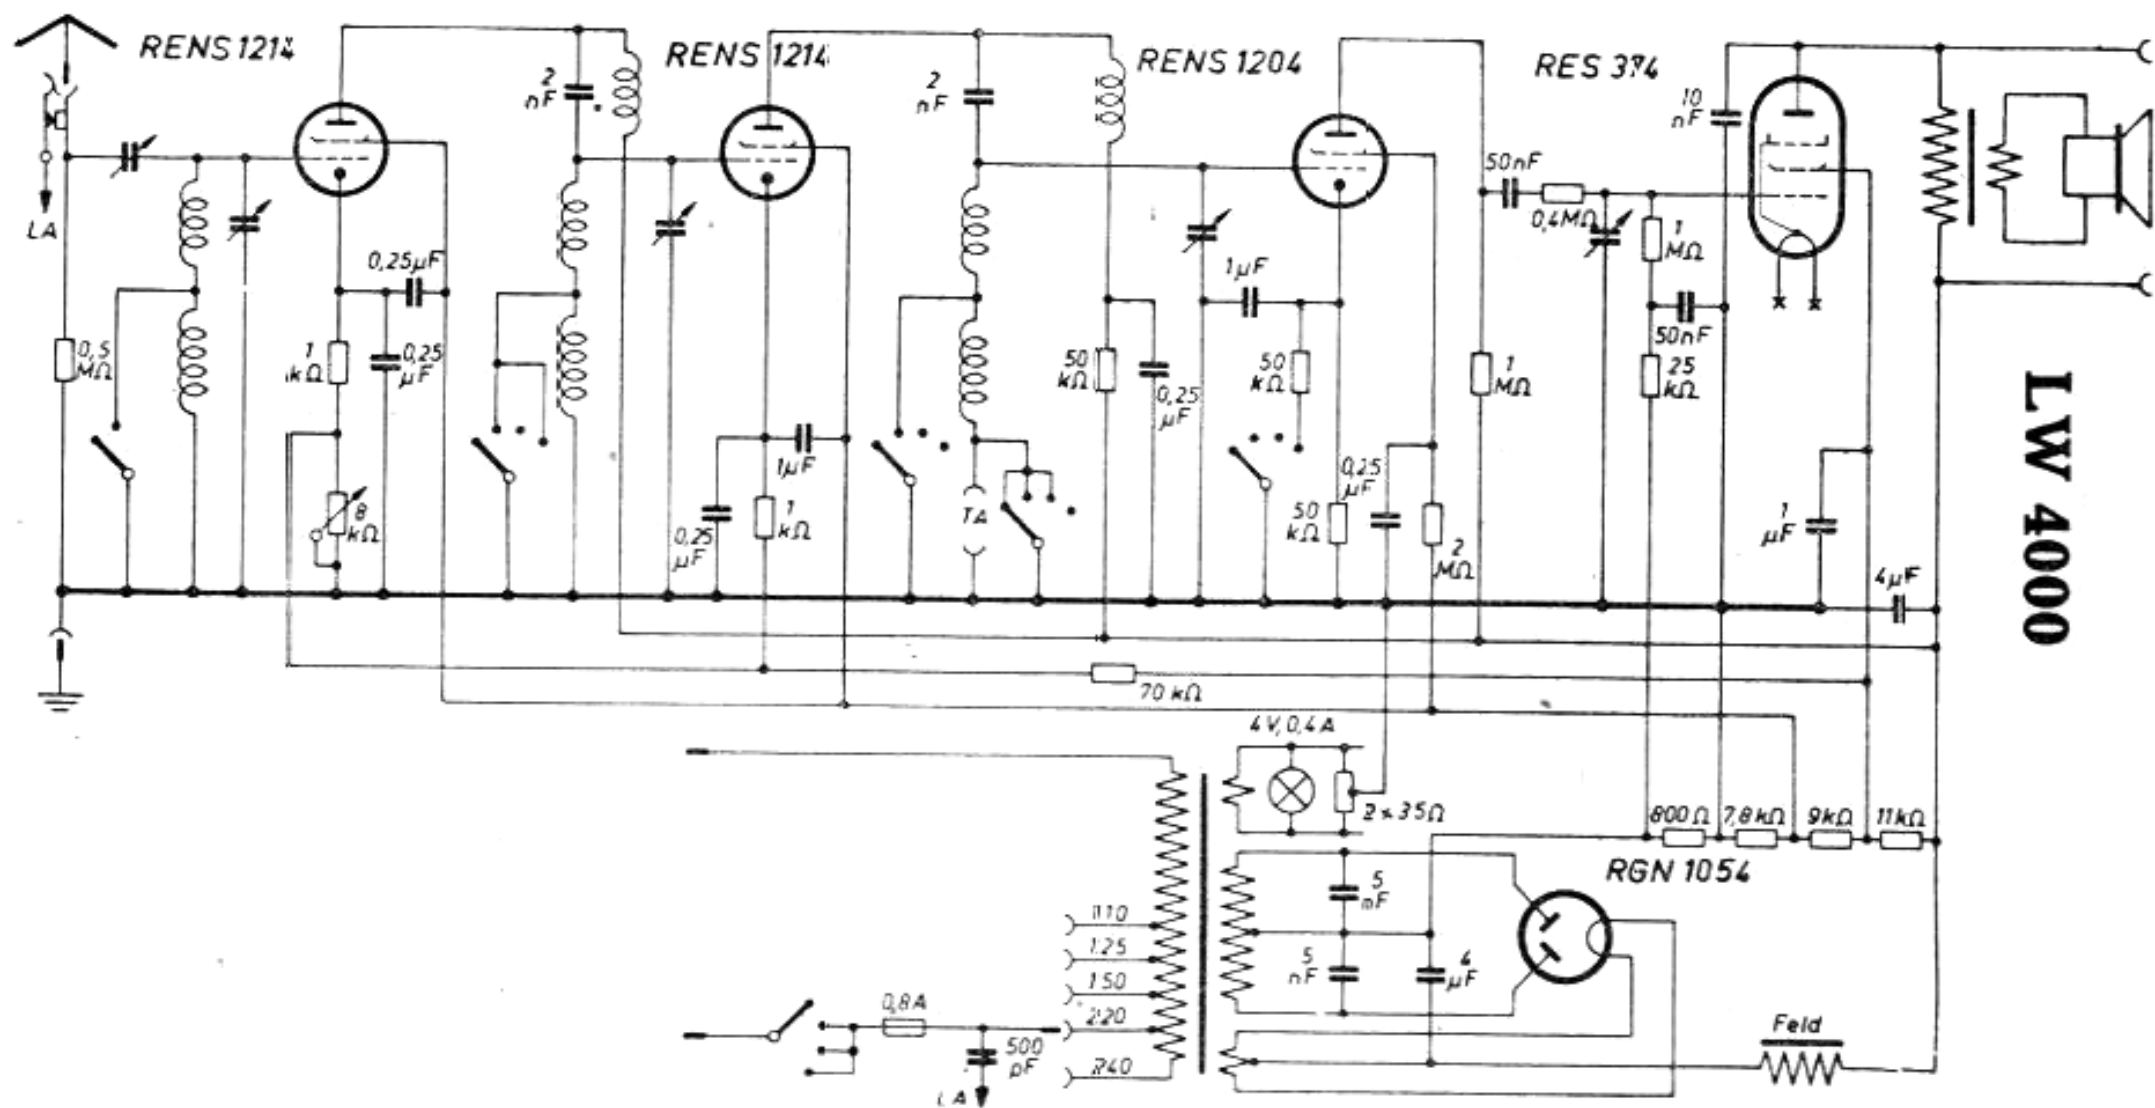 RENS 1214
RENS 1214
RENS 1204
RES 374
2
nF
2
nF
10
nF
50nF
0,4MΩ
1
MΩ
LA
0,25µF
1µF
50nF
0,5
MΩ
1
kΩ
0,25
µF
50
kΩ
0,25
µF
50
kΩ
1
MΩ
25
kΩ
LW 4000
8
kΩ
1µF
0,25
µF
1
kΩ
TA
50
kΩ
0,25
µF
2
MΩ
1
µF
4µF
70 kΩ
4V, 0,4A
2×35Ω
800Ω
7,8kΩ
9kΩ
11kΩ
RGN 1054
5
nF
5
nF
4
µF
110
125
150
220
240
0,8A
500
pF
LA
Feld